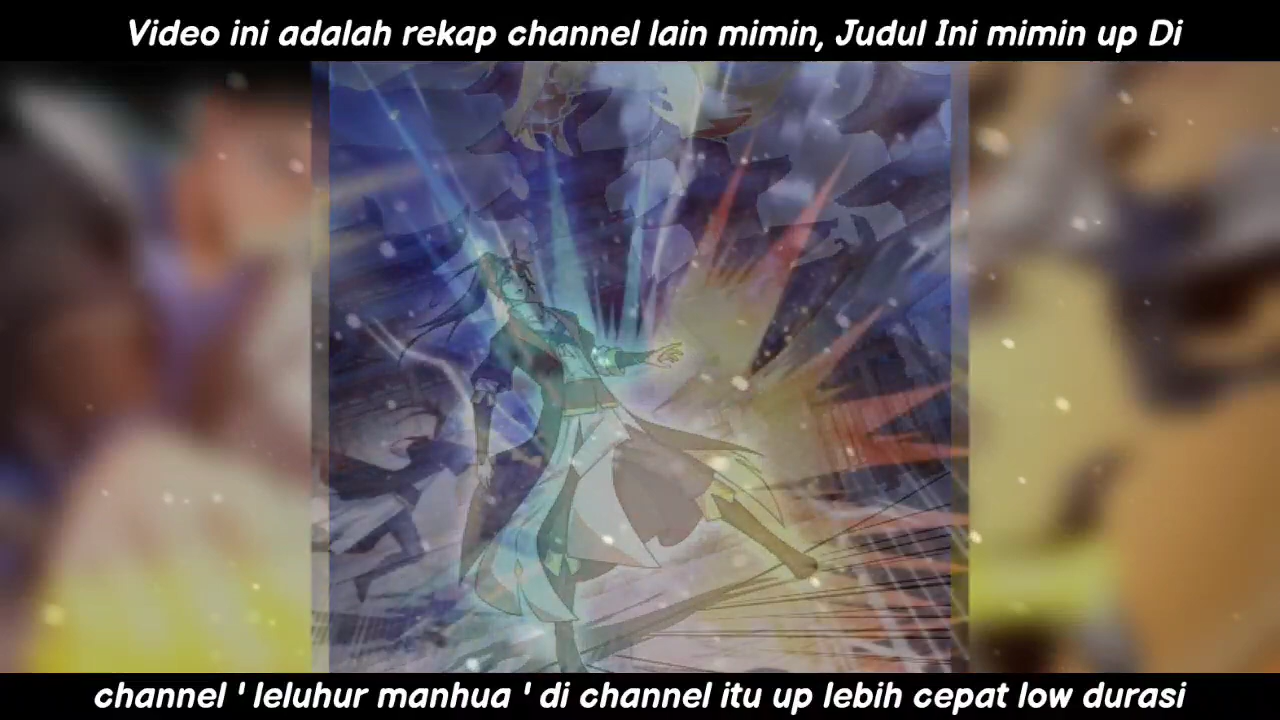 Video ini adalah rekap channel lain mimin, Judul Ini mimin up Di
channel ' leluhur manhua ' di channel itu up lebih cepat low durasi